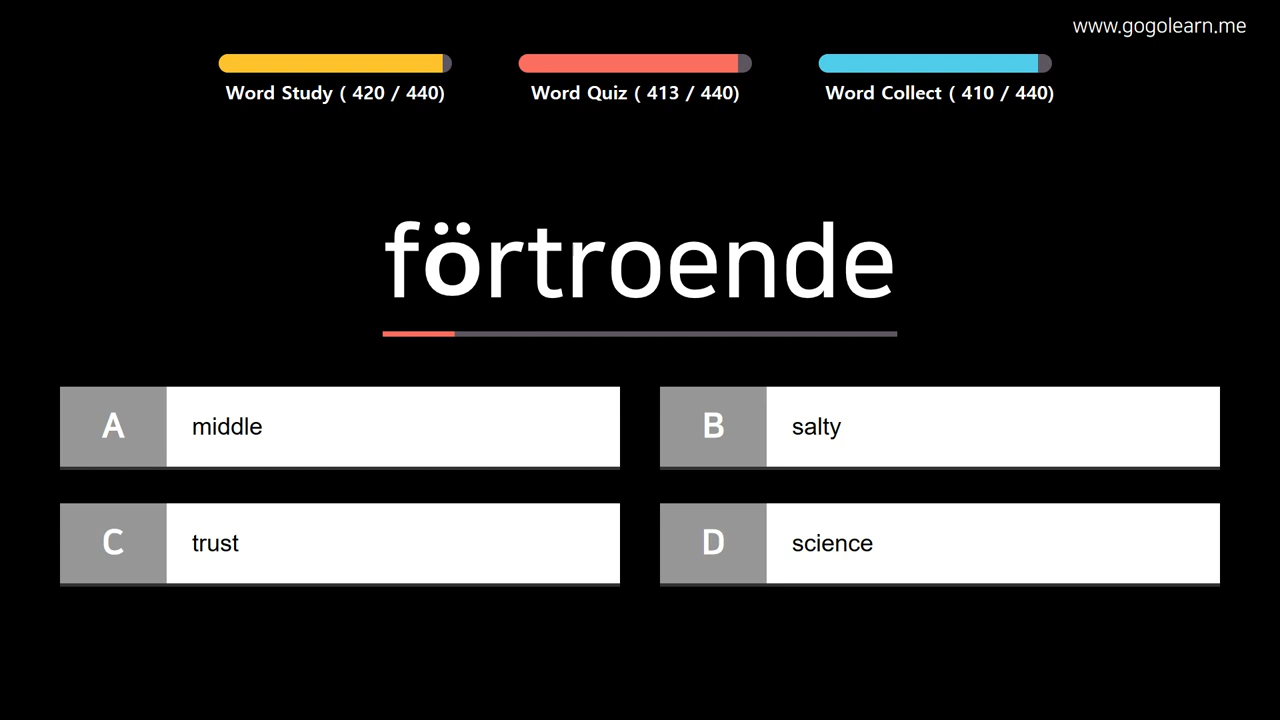 www.gogolearn.me
Word Study ( 420 / 440)
Word Quiz ( 413 / 440)
Word Collect ( 410 / 440)
förtroende
A
middle
B
salty
C
trust
D
science